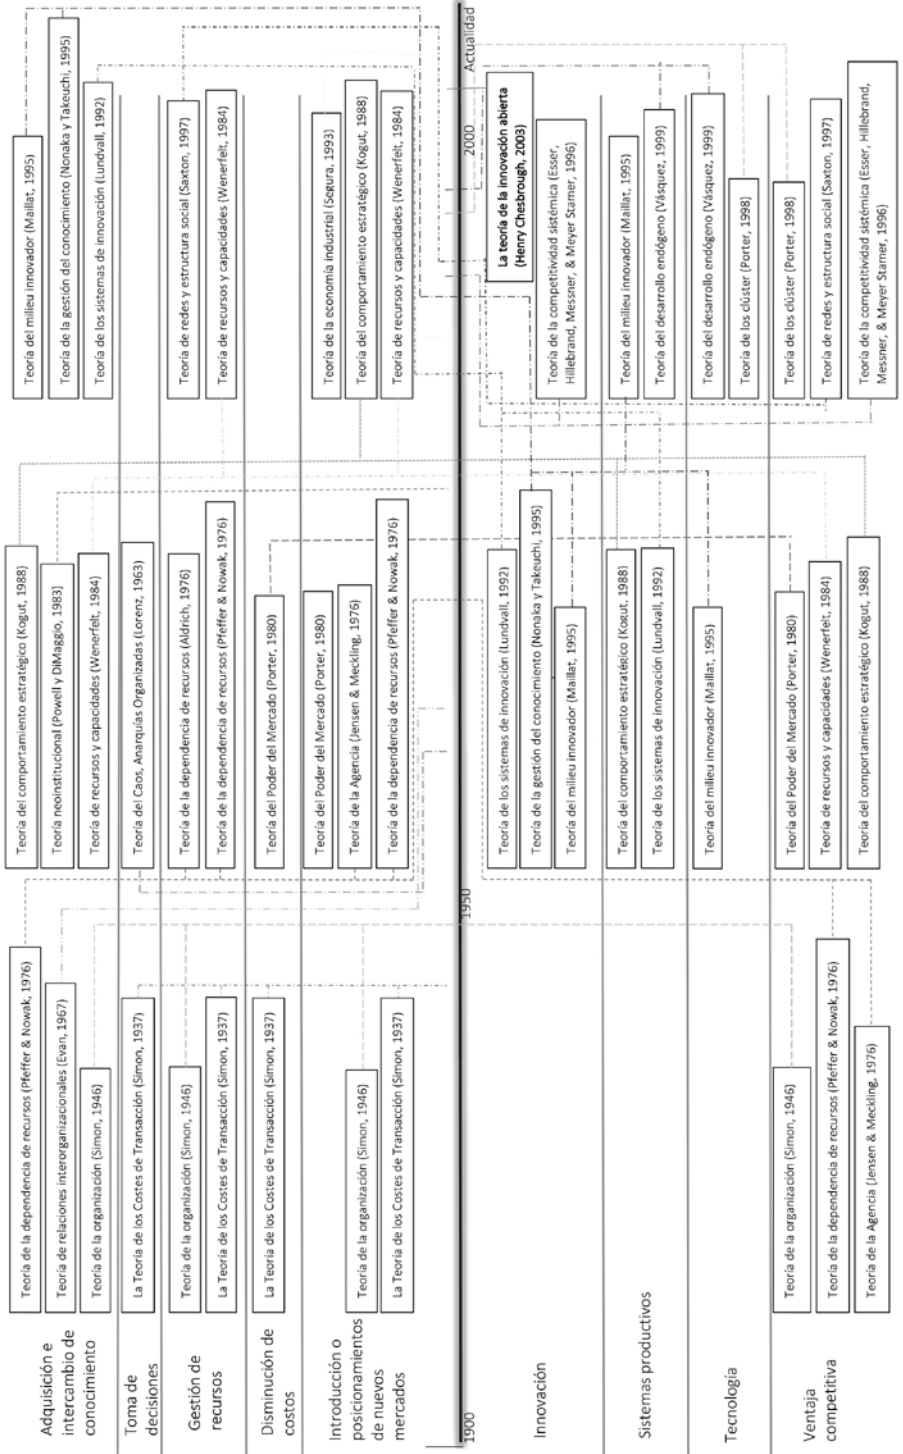 Adquisición e
intercambio de
conocimiento
Teoría de la dependencia de recursos (Pfeffer & Nowak, 1976)
Teoría de relaciones interorganizacionales (Evan, 1967)
Teoría de la organización (Simon, 1946)
Teoría del comportamiento estratégico (Kogut, 1988)
Teoría neoinstitucional (Powell y DiMaggio, 1983)
Teoría de recursos y capacidades (Wenerfelt, 1984)
Teoría del milieu innovador (Maillat, 1995)
Teoría de la gestión del conocimiento (Nonaka y Takeuchi, 1995)
Teoría de los sistemas de innovación (Lundvall, 1992)
Toma de
decisiones
La Teoría de los Costes de Transacción (Simon, 1937)
Teoría del Caos, Anarquías Organizadas (Lorenz, 1963)
Gestión de
recursos
Teoría de la organización (Simon, 1946)
La Teoría de los Costes de Transacción (Simon, 1937)
Teoría de la dependencia de recursos (Aldrich, 1976)
Teoría de la dependencia de recursos (Pfeffer & Nowak, 1976)
Teoría de redes y estructura social (Saxton, 1997)
Teoría de recursos y capacidades (Wenerfelt, 1984)
Disminución de
costos
La Teoría de los Costes de Transacción (Simon, 1937)
Teoría del Poder del Mercado (Porter, 1980)
Introducción o
posicionamientos
de nuevos
mercados
Teoría de la organización (Simon, 1946)
La Teoría de los Costes de Transacción (Simon, 1937)
Teoría del Poder del Mercado (Porter, 1980)
Teoría de la Agencia (Jensen & Meckling, 1976)
Teoría de la dependencia de recursos (Pfeffer & Nowak, 1976)
Teoría de la economía industrial (Segura, 1993)
Teoría del comportamiento estratégico (Kogut, 1988)
Teoría de recursos y capacidades (Wenerfelt, 1984)
1900
1950
2000
Actualidad
Innovación
Teoría de los sistemas de innovación (Lundvall, 1992)
Teoría de la gestión del conocimiento (Nonaka y Takeuchi, 1995)
Teoría del milieu innovador (Maillat, 1995)
La teoría de la innovación abierta
(Henry Chesbrough, 2003)
Teoría de la competitividad sistémica (Esser,
Hillebrand, Messner, & Meyer Stamer, 1996)
Sistemas productivos
Teoría del comportamiento estratégico (Kogut, 1988)
Teoría de los sistemas de innovación (Lundvall, 1992)
Teoría del milieu innovador (Maillat, 1995)
Teoría del desarrollo endógeno (Vásquez, 1999)
Tecnología
Teoría del milieu innovador (Maillat, 1995)
Teoría del desarrollo endógeno (Vásquez, 1999)
Teoría de los clúster (Porter, 1998)
Ventaja
competitiva
Teoría de la organización (Simon, 1946)
Teoría de la dependencia de recursos (Pfeffer & Nowak, 1976)
Teoría de la Agencia (Jensen & Meckling, 1976)
Teoría del Poder del Mercado (Porter, 1980)
Teoría de recursos y capacidades (Wenerfelt, 1984)
Teoría del comportamiento estratégico (Kogut, 1988)
Teoría de los clúster (Porter, 1998)
Teoría de redes y estructura social (Saxton, 1997)
Teoría de la competitividad sistémica (Esser, Hillebrand,
Messner, & Meyer Stamer, 1996)